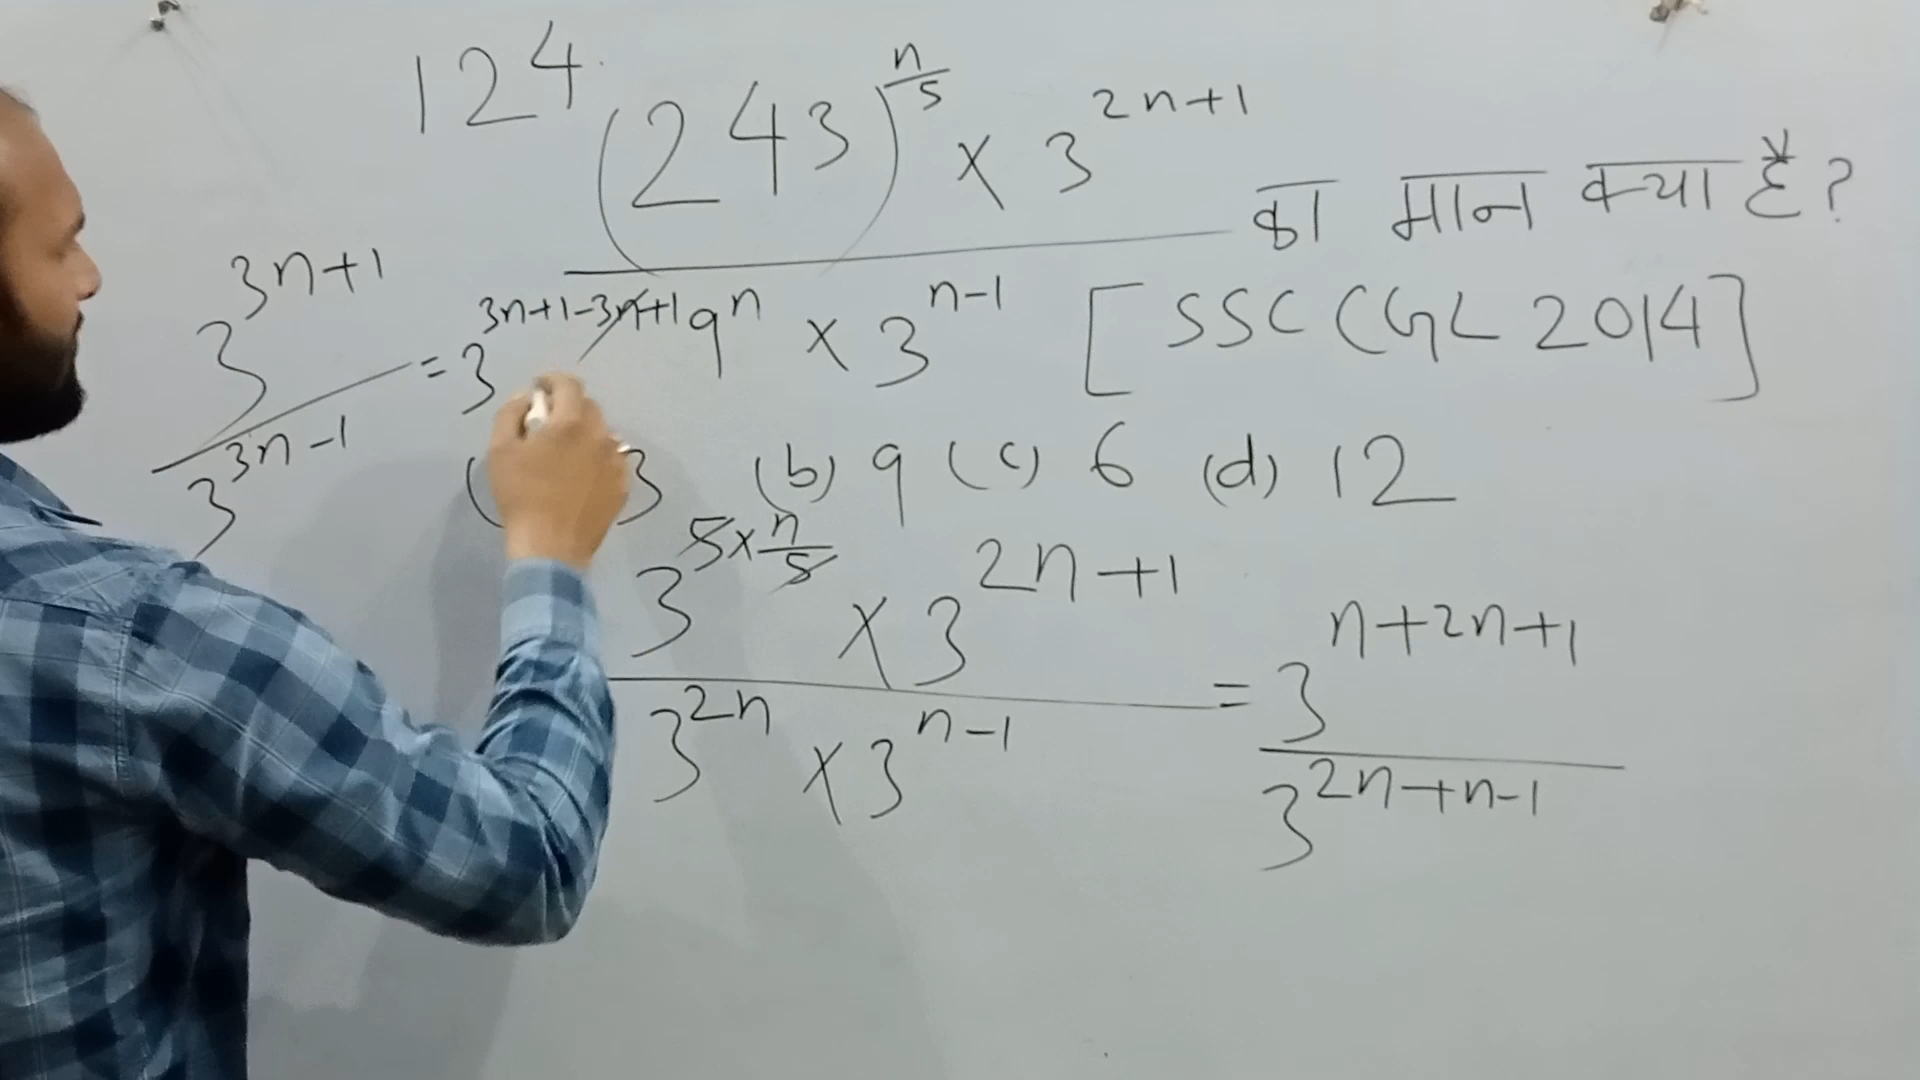 124. (243)^(n/5) × 3^(2n+1) / 9^n × 3^(n-1) का मान क्या है?
[SSC CGL 2014]
3 (b) 9 (c) 6 (d) 12
3^(5×n/5) × 3^(2n+1) / 3^(2n) × 3^(n-1) = 3^(n+2n+1) / 3^(2n+n-1)
3^(3n+1) / 3^(3n-1) = 3^(3n+1-3n+1)